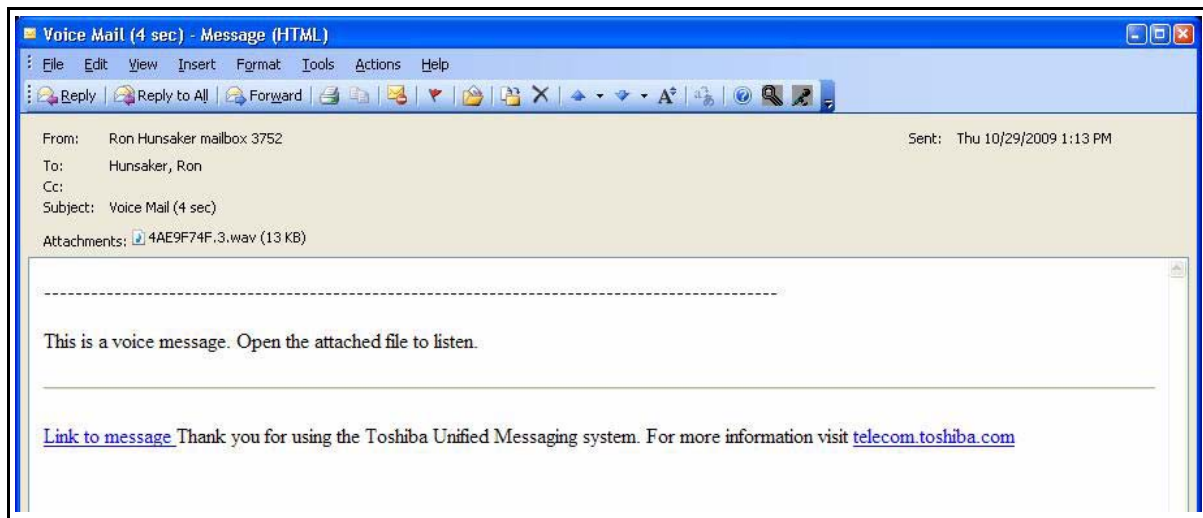 Voice Mail (4 sec) - Message (HTML)
File Edit View Insert Format Tools Actions Help
Reply Reply to All Forward
From: Ron Hunsaker mailbox 3752 Sent: Thu 10/29/2009 1:13 PM
To: Hunsaker, Ron
Cc:
Subject: Voice Mail (4 sec)
Attachments: 4AE9F74F.3.wav (13 KB)
This is a voice message. Open the attached file to listen.
Link to message Thank you for using the Toshiba Unified Messaging system. For more information visit telecom.toshiba.com